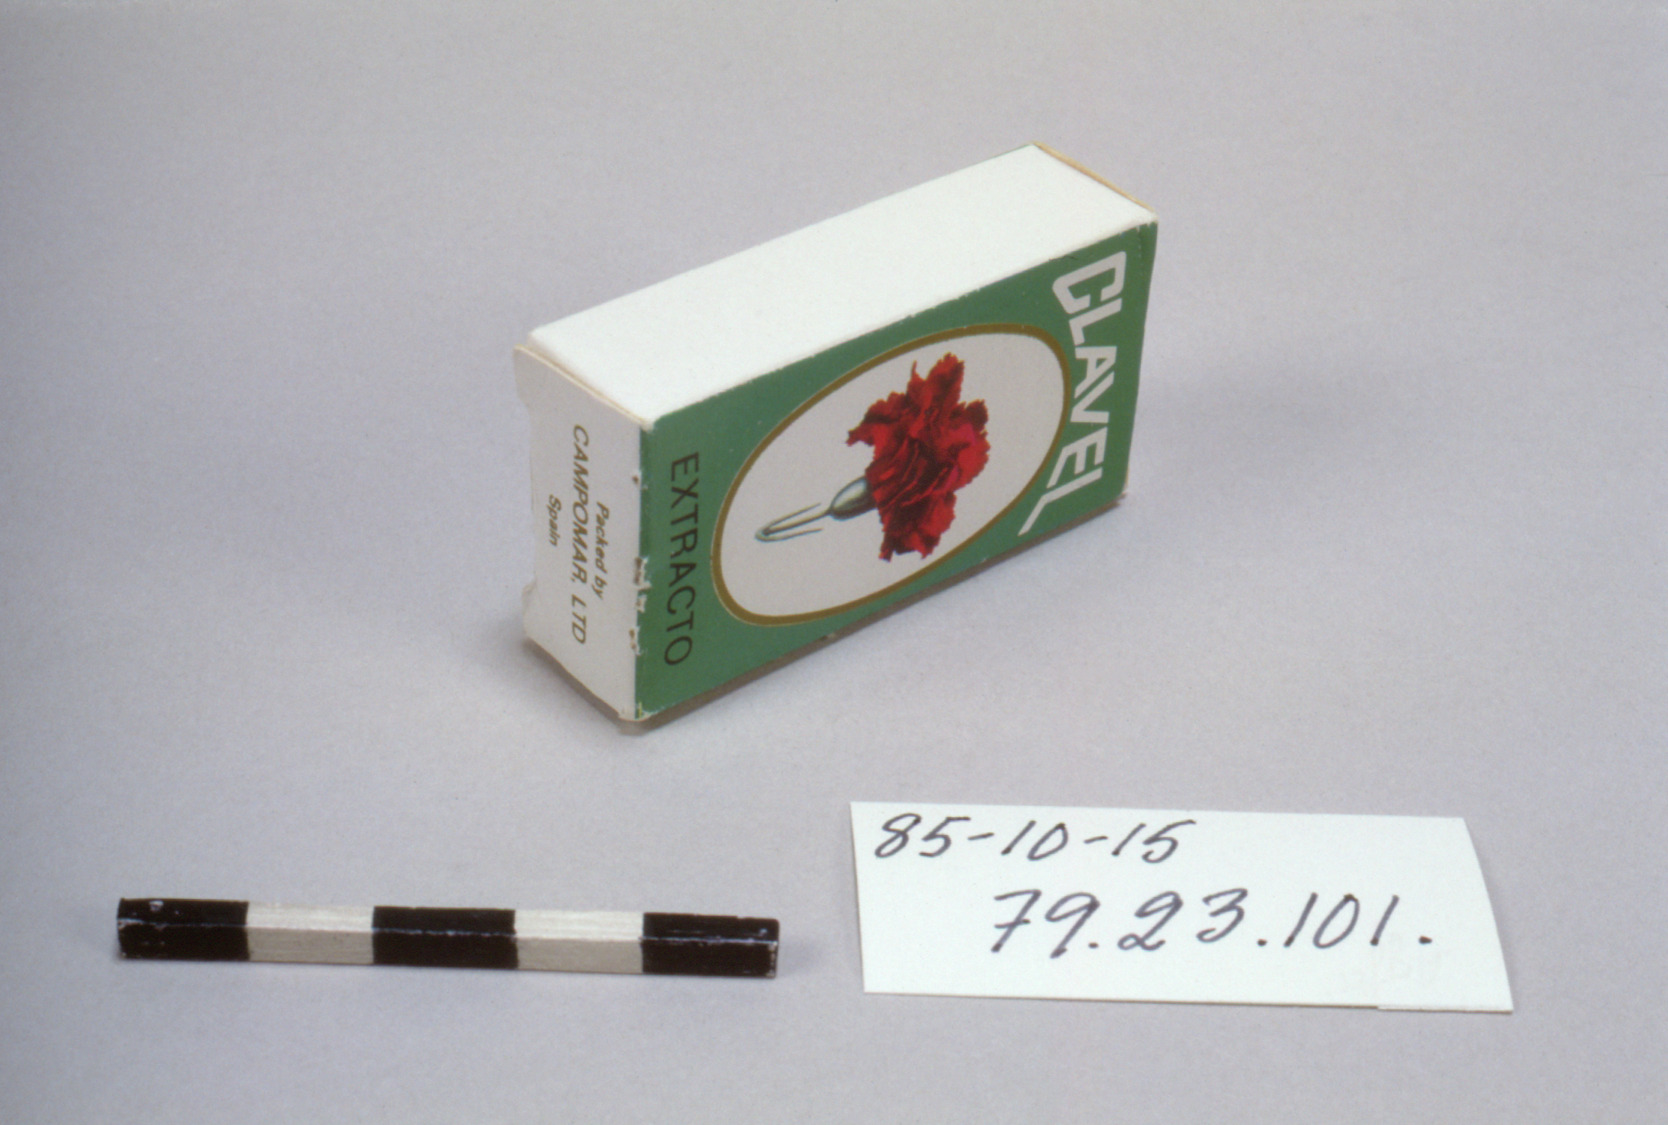 CLAVEL
EXTRACTO
Packed by
CAMPOMAR, LTD
Spain
85-10-15
79.23.101.